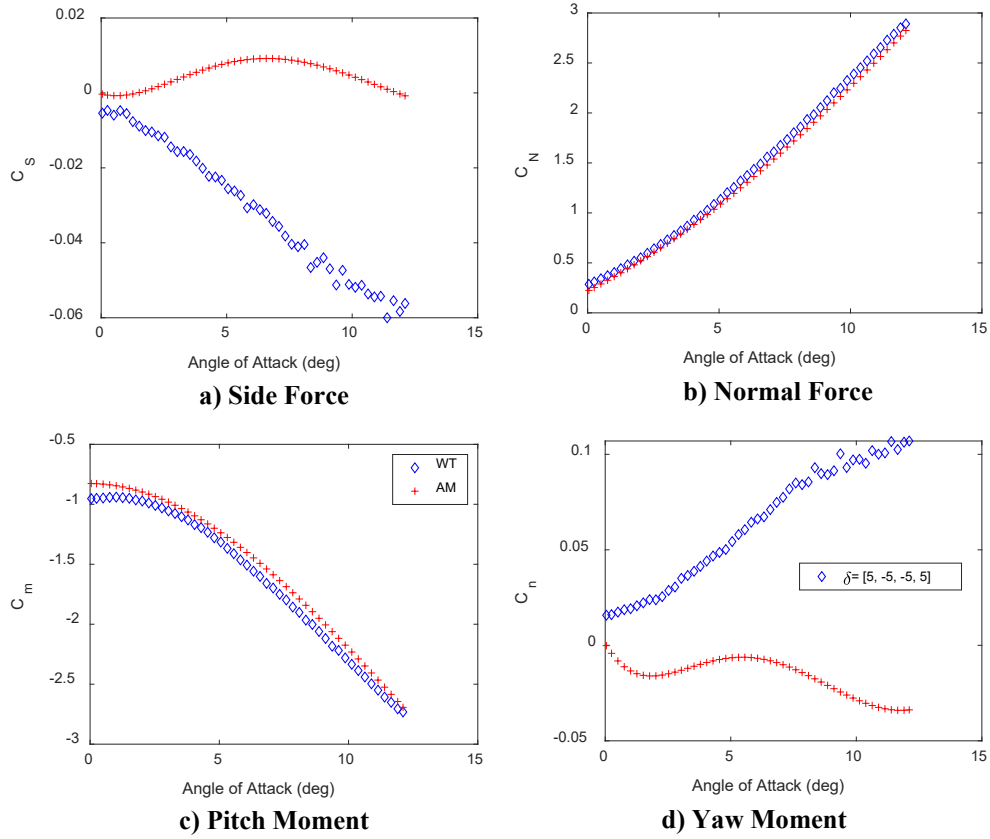 0.02
0
-0.02
-0.04
-0.06
C_S
0 5 10 15
Angle of Attack (deg)
a) Side Force
3
2.5
2
1.5
1
0.5
0
C_N
0 5 10 15
Angle of Attack (deg)
b) Normal Force
-0.5
-1
-1.5
-2
-2.5
-3
C_m
WT
AM
0 5 10 15
Angle of Attack (deg)
c) Pitch Moment
0.1
0.05
0
-0.05
C_n
δ= [5, -5, -5, 5]
0 5 10 15
Angle of Attack (deg)
d) Yaw Moment